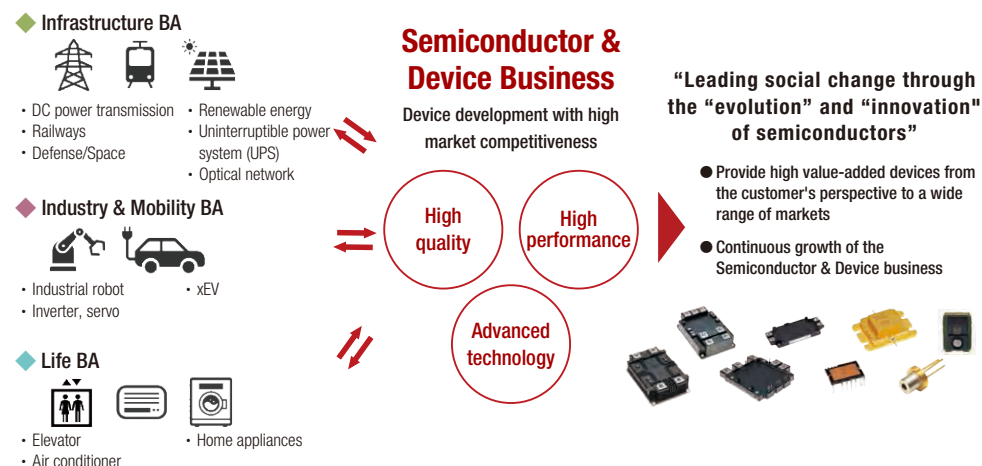 Infrastructure BA
・DC power transmission
・Railways
・Defense/Space
・Renewable energy
・Uninterruptible power
system (UPS)
・Optical network
Industry & Mobility BA
・Industrial robot
・Inverter, servo
・xEV
Life BA
・Elevator
・Air conditioner
・Home appliances
Semiconductor &
Device Business
Device development with high
market competitiveness
High
quality
High
performance
Advanced
technology
“Leading social change through
the “evolution” and “innovation"
of semiconductors”
● Provide high value-added devices from
the customer's perspective to a wide
range of markets
● Continuous growth of the
Semiconductor & Device business